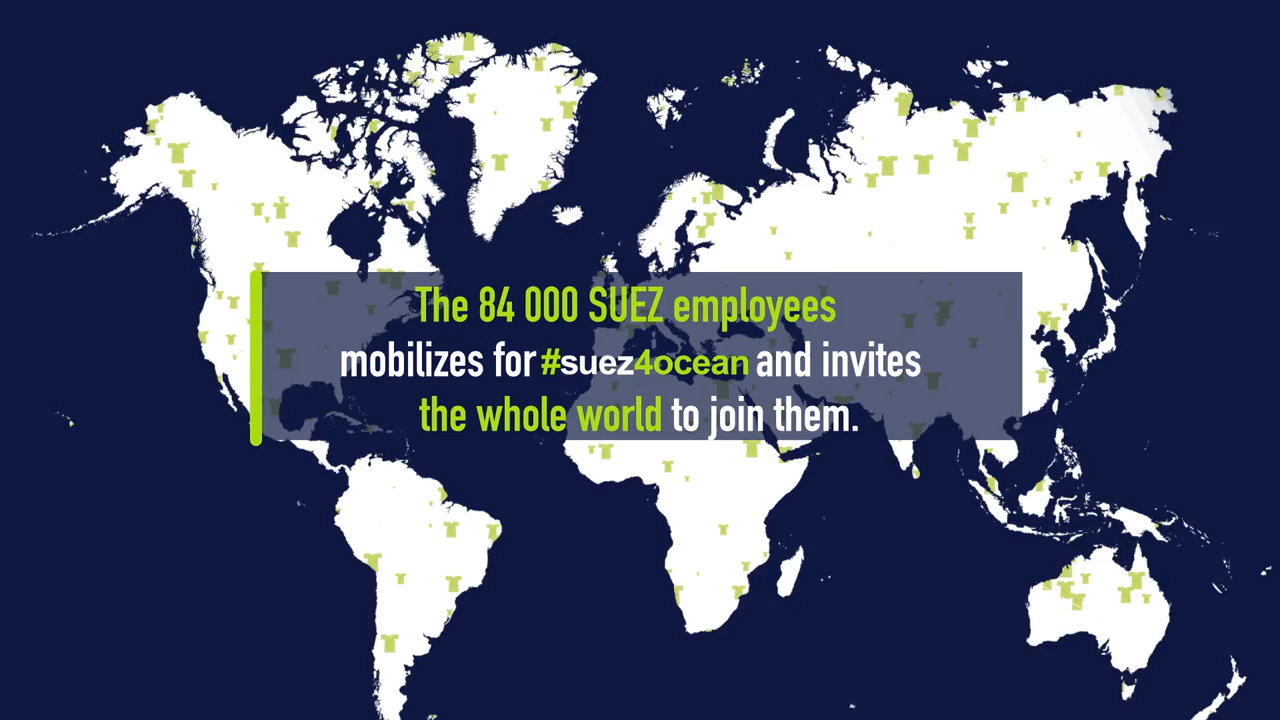 The 84 000 SUEZ employees
mobilizes for #suez4ocean and invites
the whole world to join them.